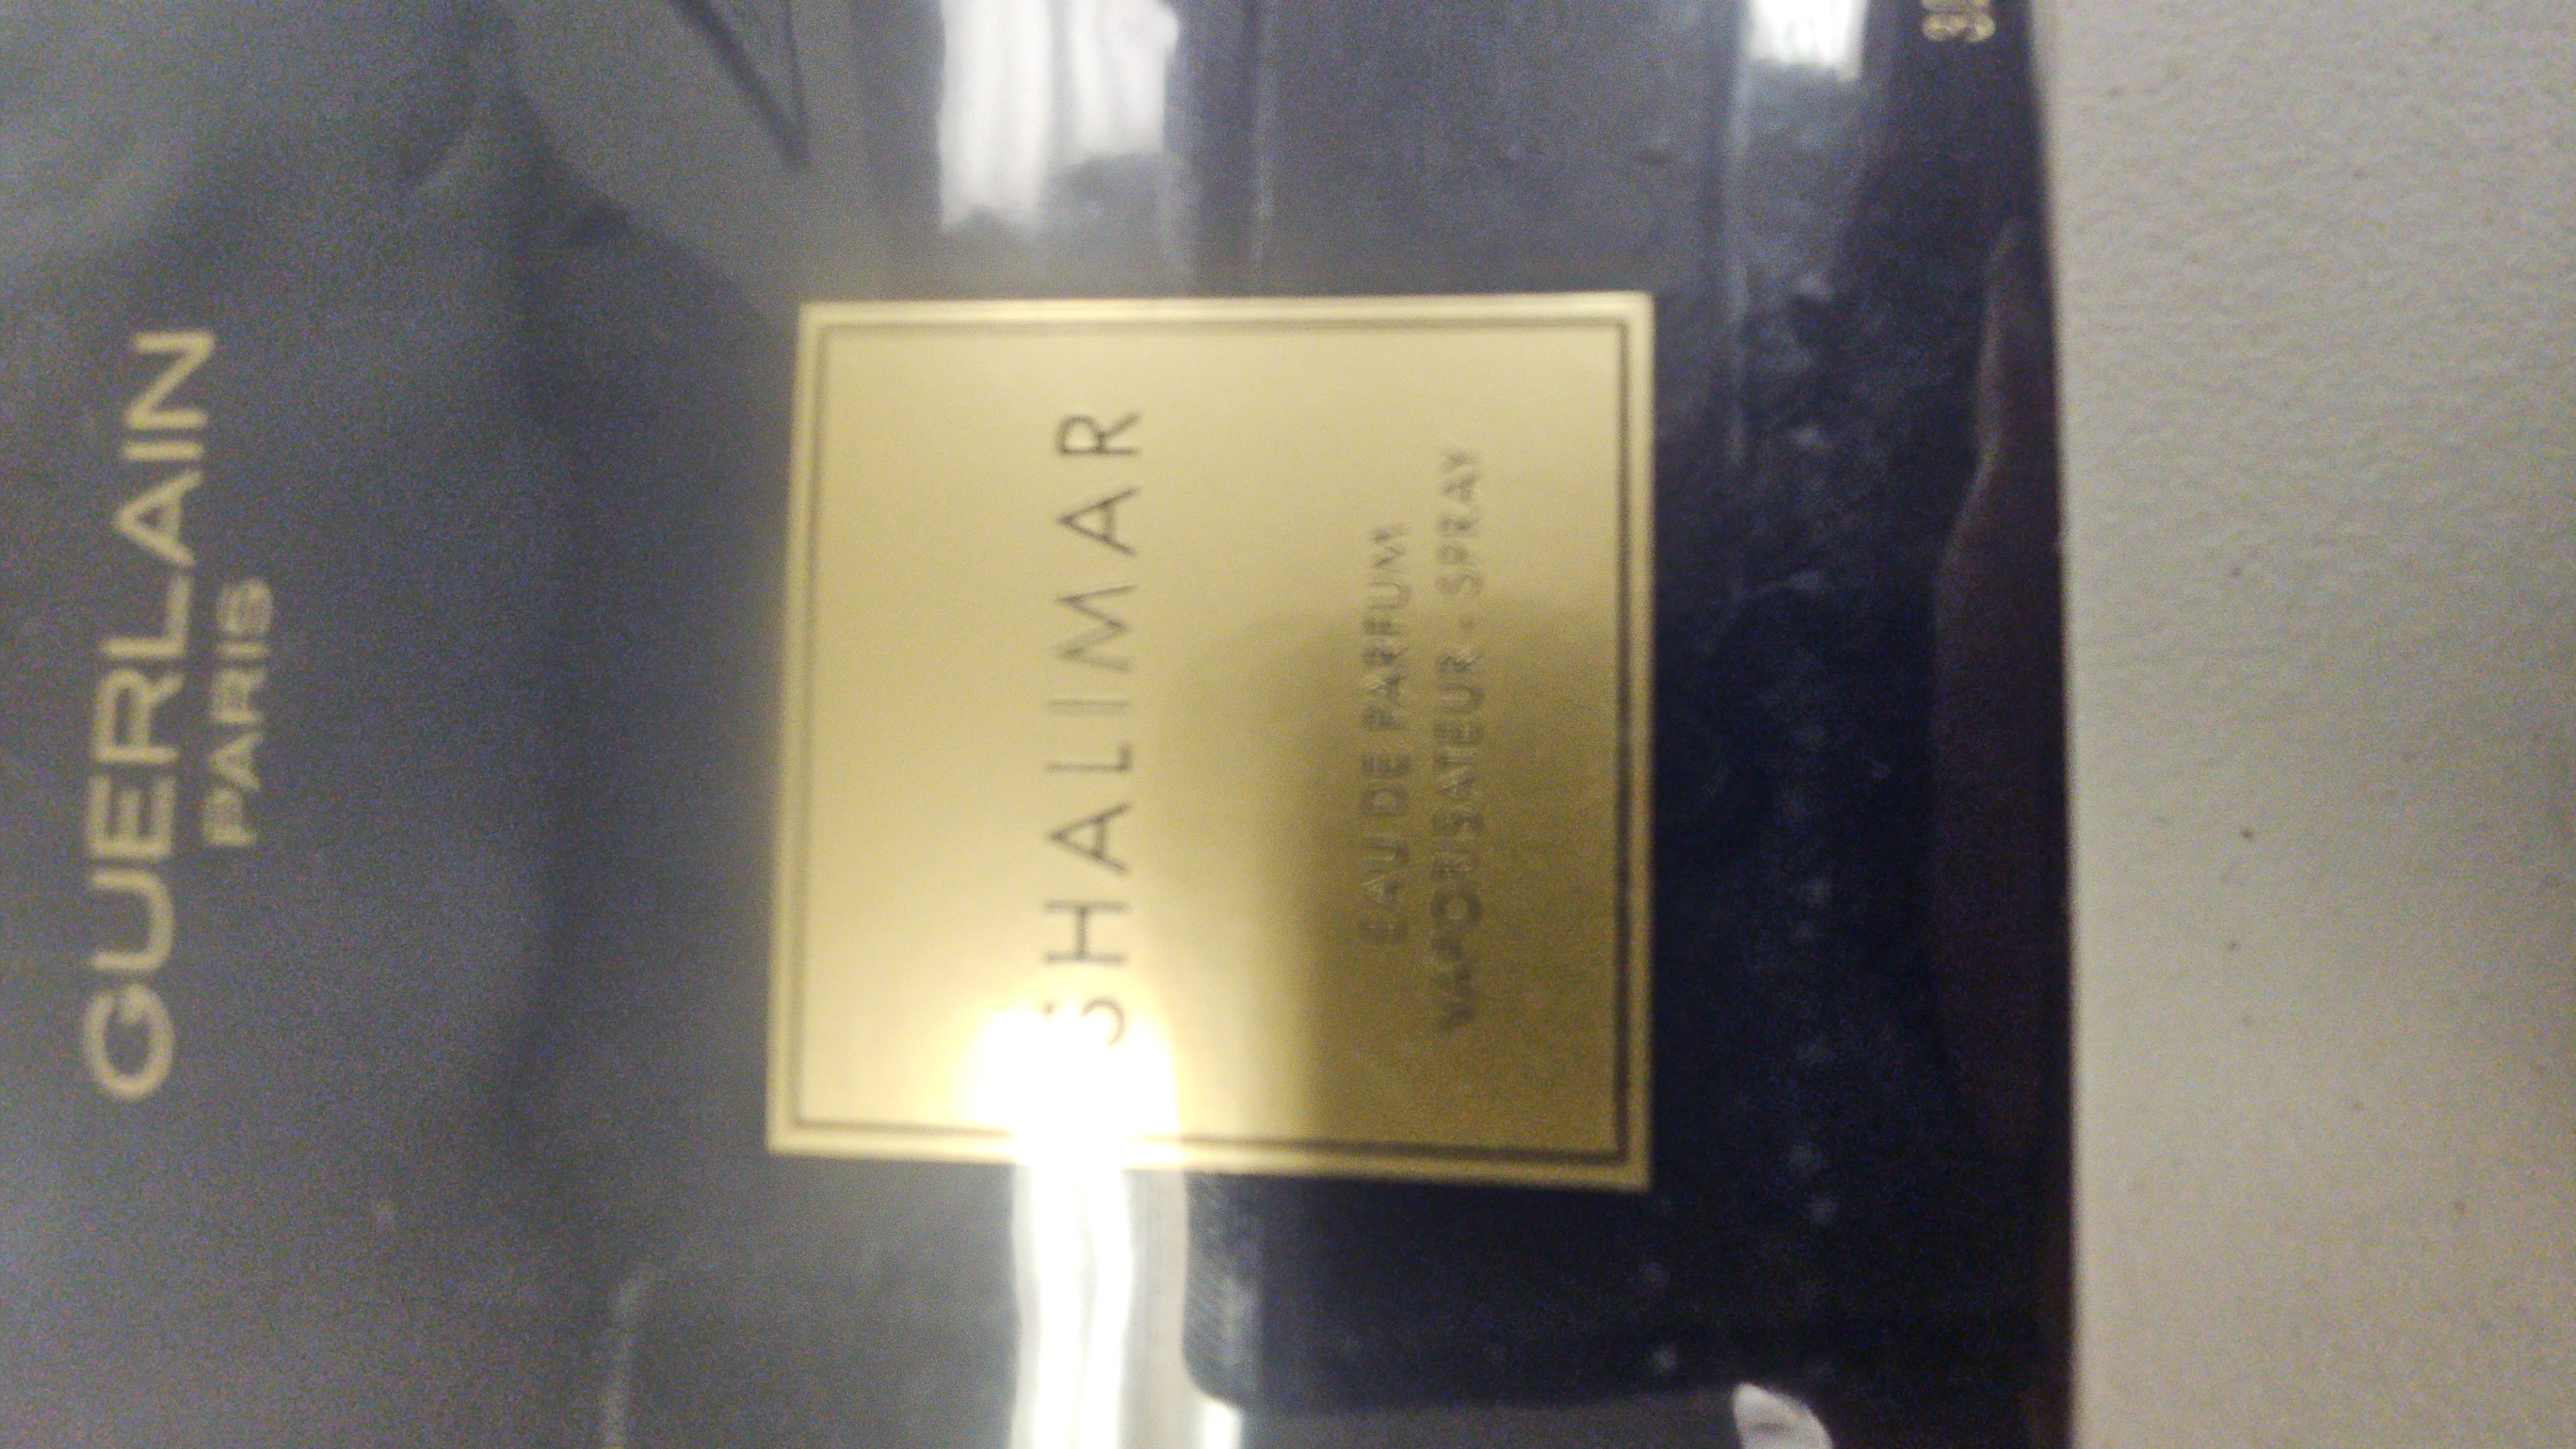 GUERLAIN
PARIS
SHALIMAR
EAU DE PARFUM
VAPORISATEUR - SPRAY